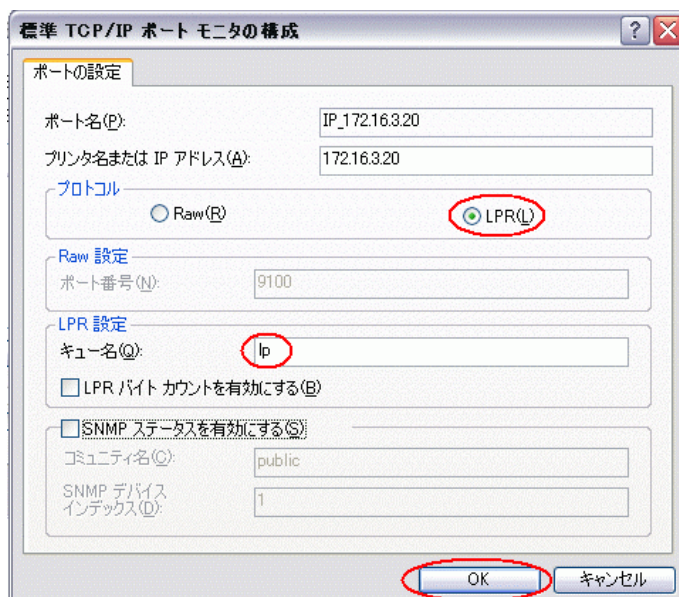 標準 TCP/IP ポート モニタの構成
ポートの設定
ポート名(P):
IP_172.16.3.20
プリンタ名または IP アドレス(A):
172.16.3.20
プロトコル
Raw(R)
LPR(L)
Raw 設定
ポート番号(N):
9100
LPR 設定
キュー名(Q):
lp
LPR バイト カウントを有効にする(B)
SNMP ステータスを有効にする(S)
コミュニティ名(C):
public
SNMP デバイス
インデックス(D):
1
OK
キャンセル